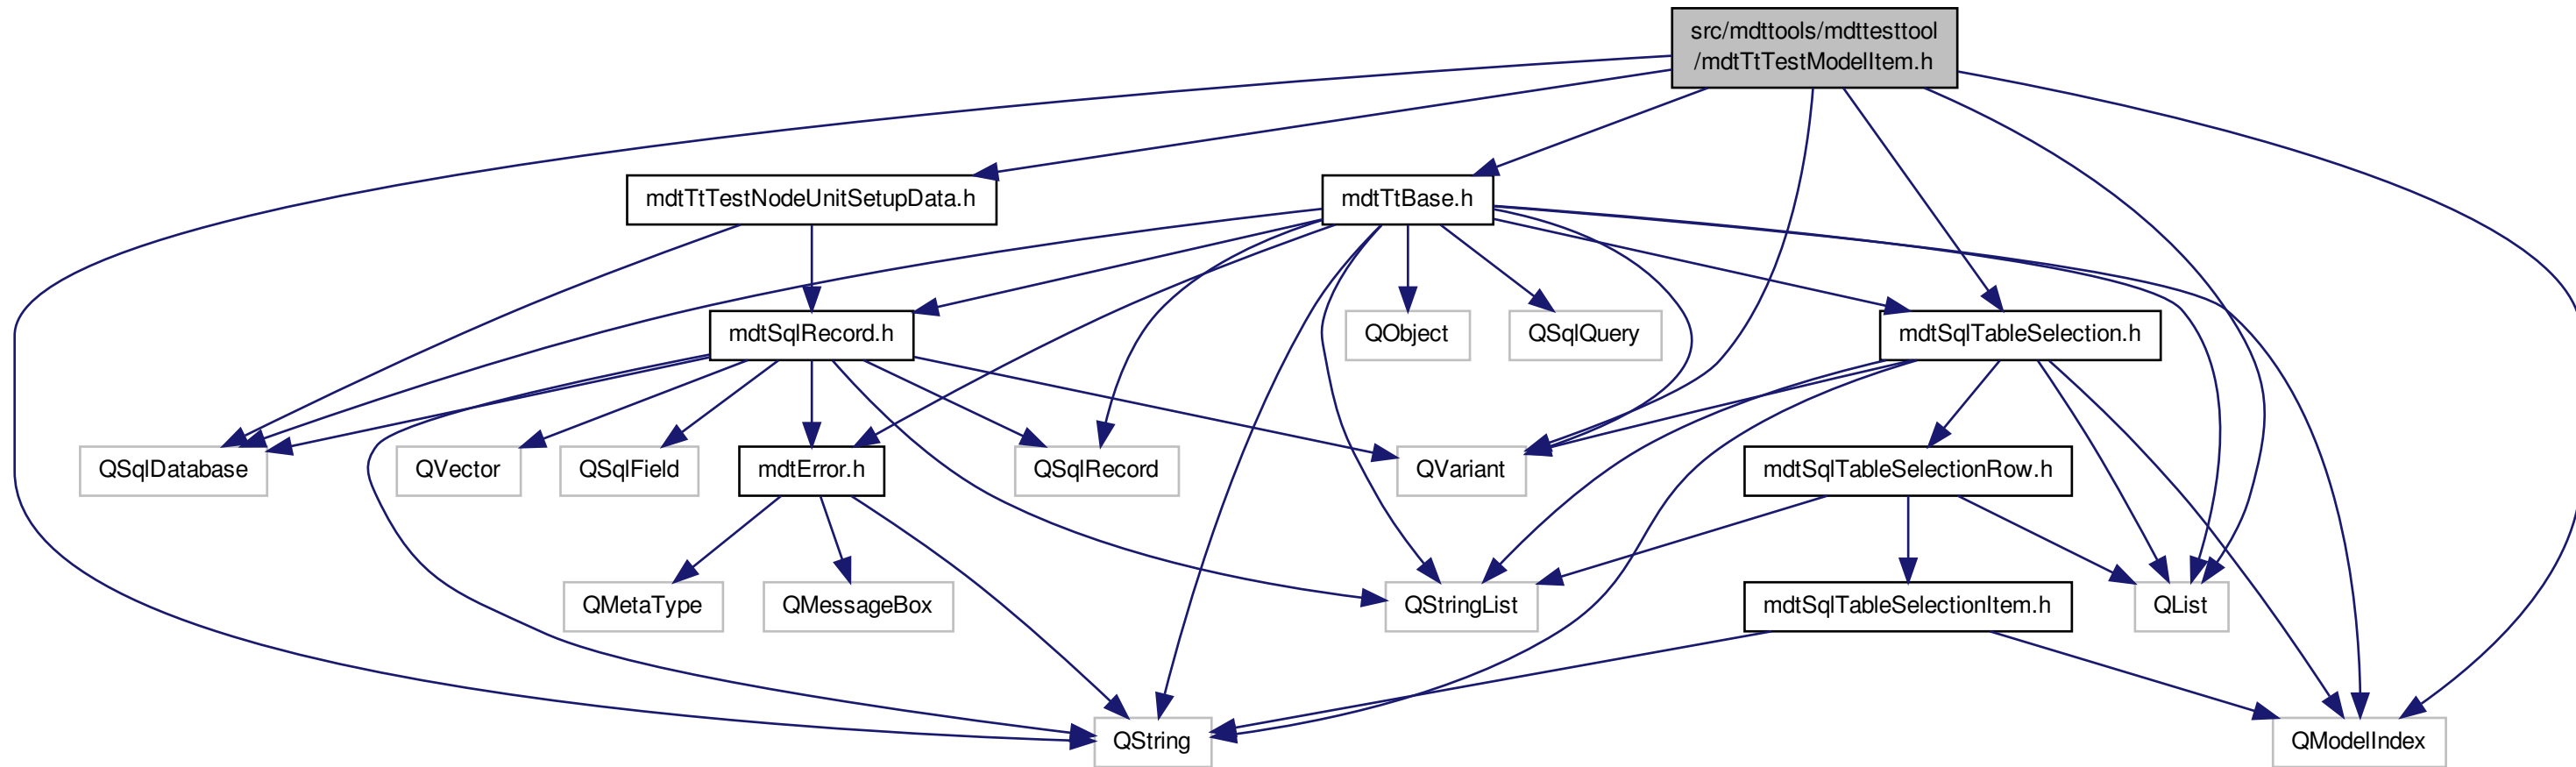 src/mdttools/mdttesttool
/mdtTtTestModelItem.h
mdtTtTestNodeUnitSetupData.h
mdtTtBase.h
mdtSqlRecord.h
QObject
QSqlQuery
mdtSqlTableSelection.h
QSqlDatabase
QVector
QSqlField
mdtError.h
QSqlRecord
QVariant
mdtSqlTableSelectionRow.h
QMetaType
QMessageBox
QStringList
mdtSqlTableSelectionItem.h
QList
QString
QModelIndex